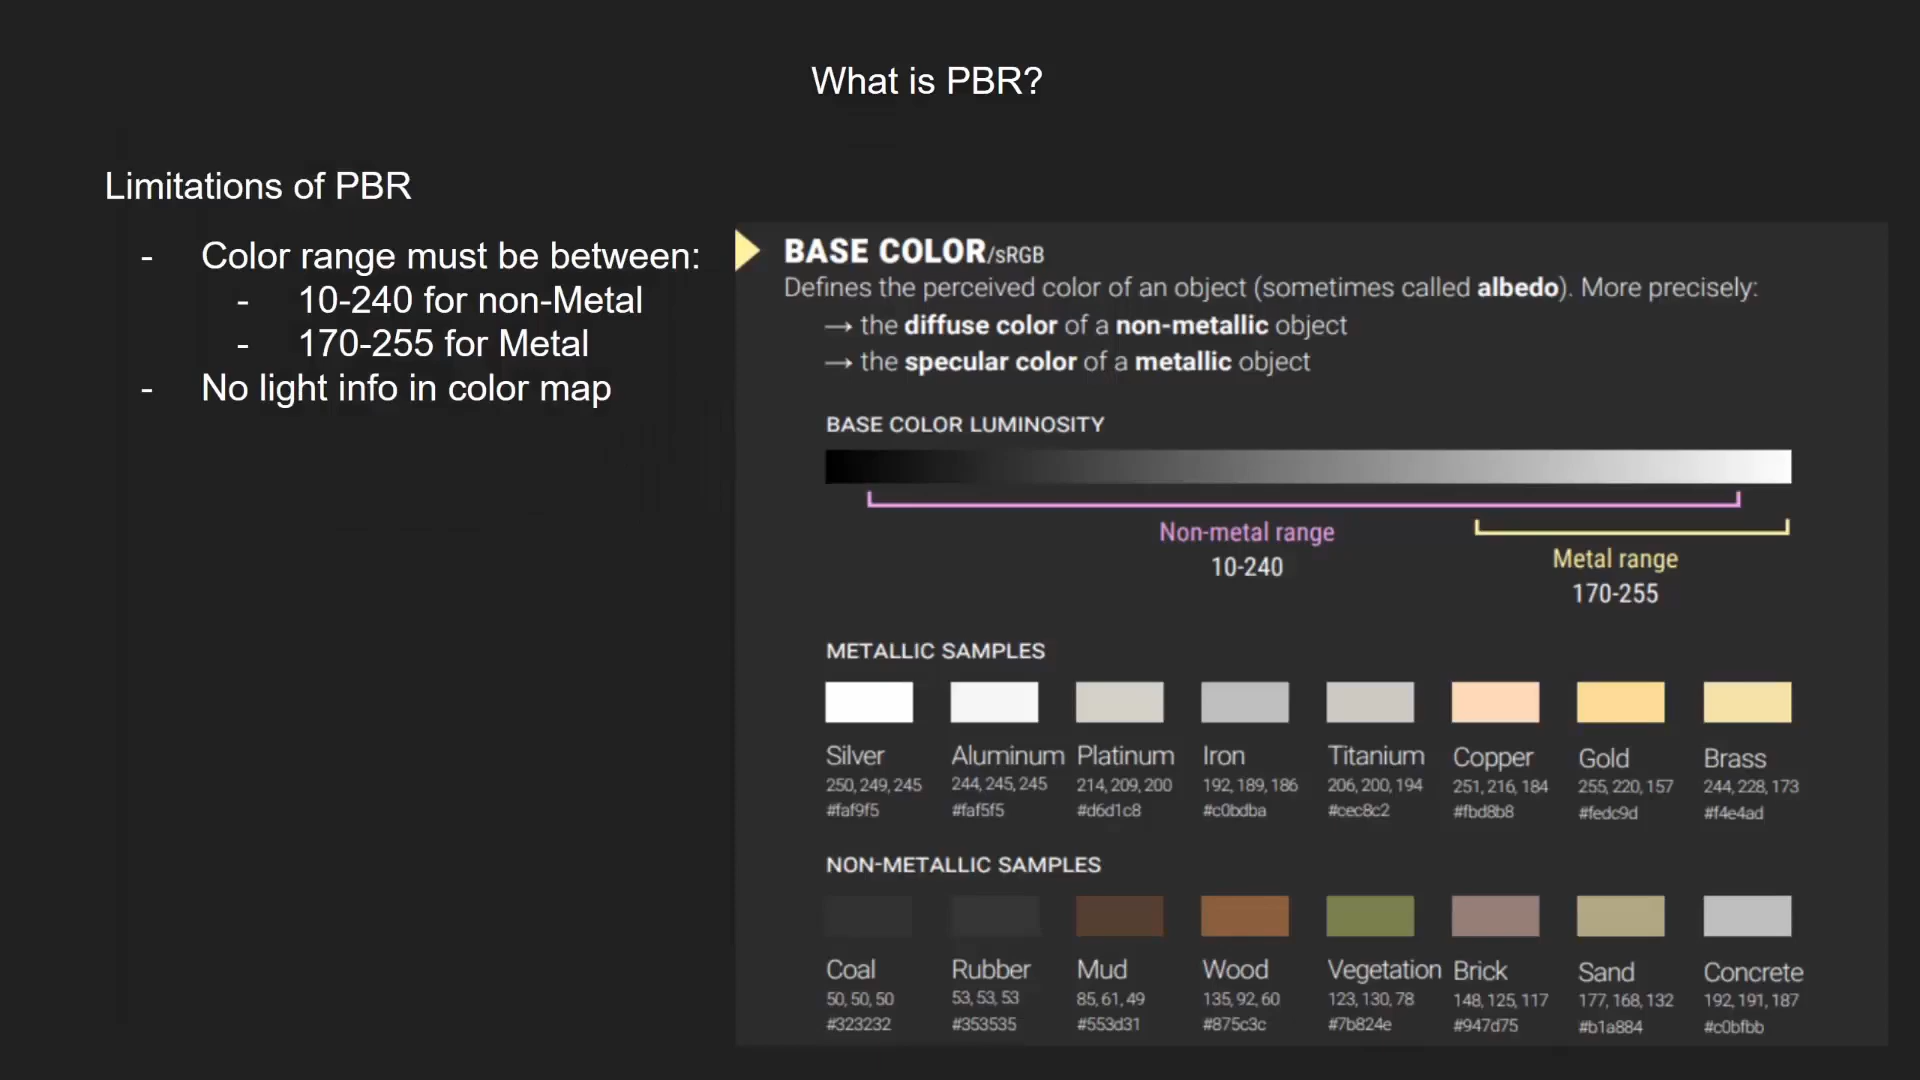 What is PBR?
Limitations of PBR
- Color range must be between:
- 10-240 for non-Metal
- 170-255 for Metal
- No light info in color map
BASE COLOR/sRGB
Defines the perceived color of an object (sometimes called albedo). More precisely:
→ the diffuse color of a non-metallic object
→ the specular color of a metallic object
BASE COLOR LUMINOSITY
Non-metal range
10-240
Metal range
170-255
METALLIC SAMPLES
Silver Aluminum Platinum Iron Titanium Copper Gold Brass
250, 249, 245 244, 245, 245 214, 209, 200 192, 189, 186 206, 200, 194 251, 216, 184 255, 220, 157 244, 228, 173
#faf9f5 #faf5f5 #d6d1c8 #c0bdba #cec8c2 #fbd8b8 #fedc9d #f4e4ad
NON-METALLIC SAMPLES
Coal Rubber Mud Wood Vegetation Brick Sand Concrete
50, 50, 50 53, 53, 53 85, 61, 49 135, 92, 60 123, 130, 78 148, 125, 117 177, 168, 132 192, 191, 187
#323232 #353535 #553d31 #875c3c #7b824e #947d75 #b1a884 #c0bfbb